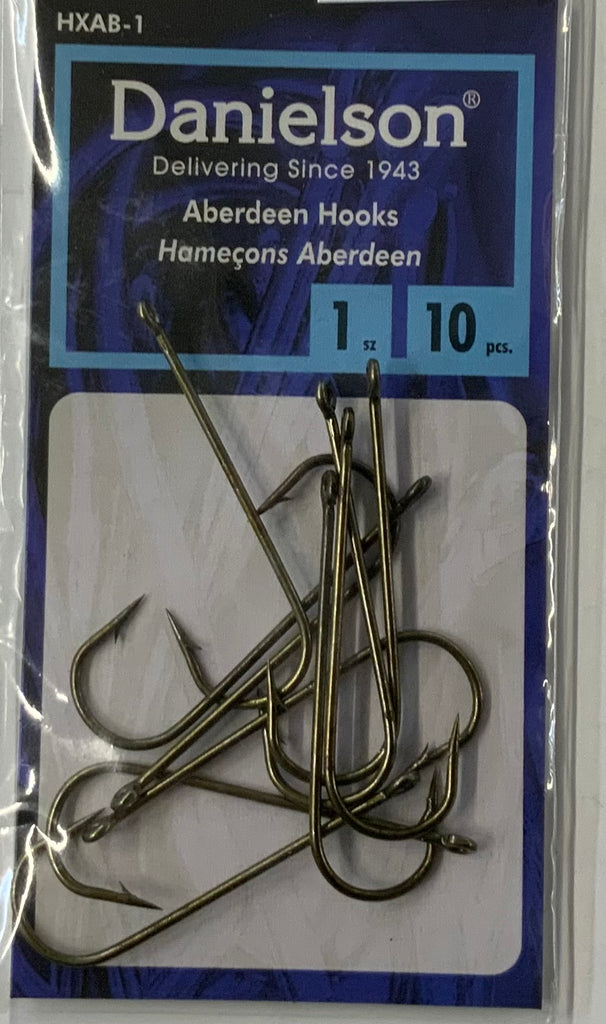 HXAB-1
Danielson®
Delivering Since 1943
Aberdeen Hooks
Hameçons Aberdeen
1 sz 10 pcs.